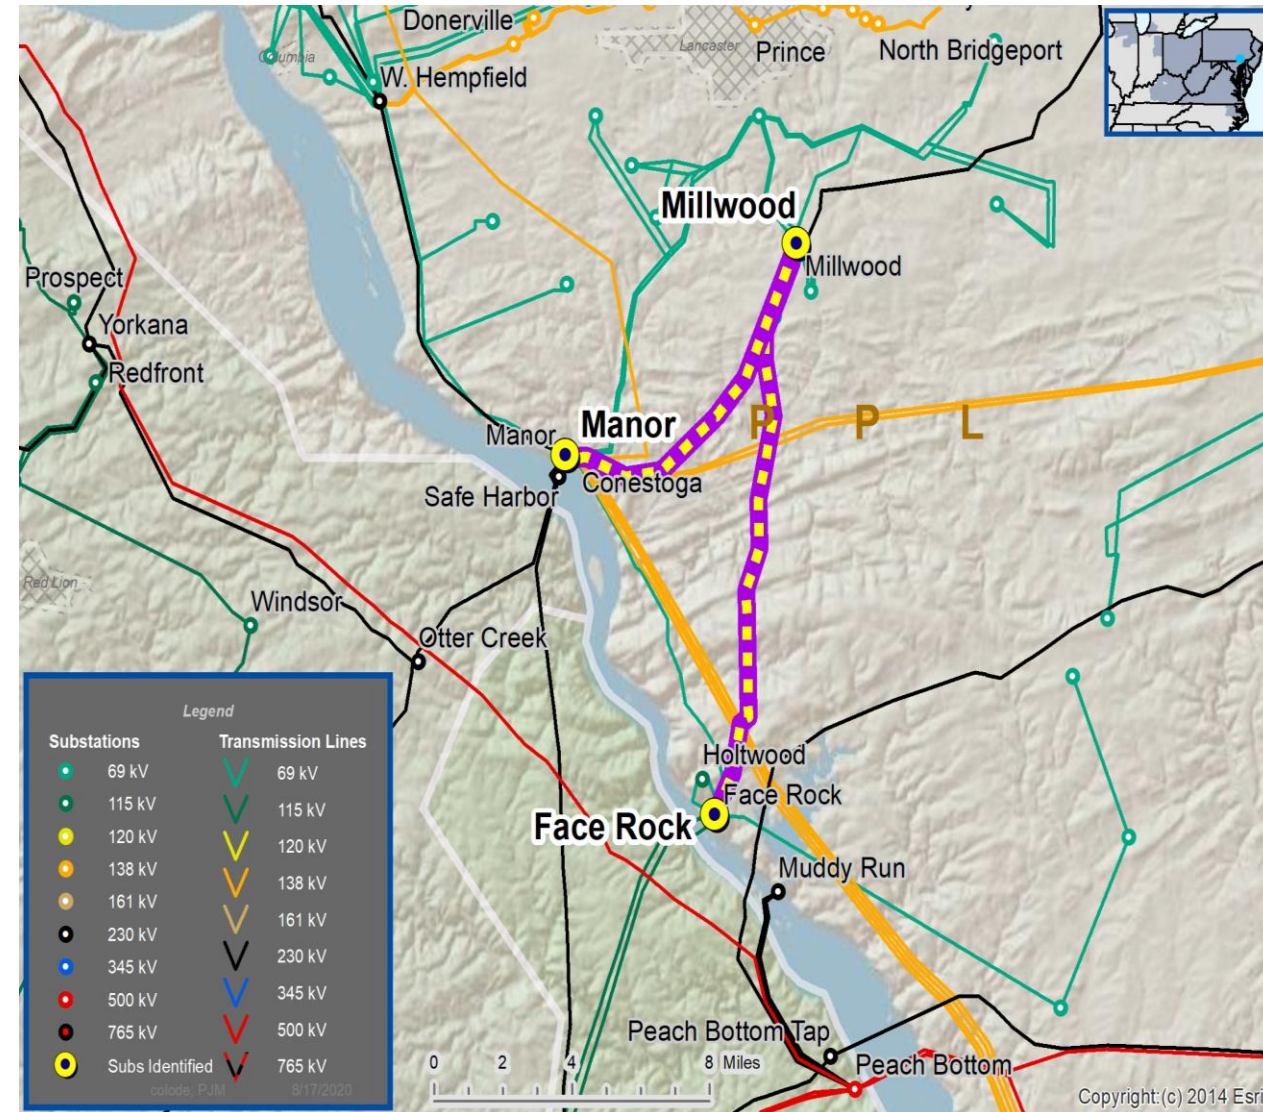 Donerville
Columbia
Lancaster
Prince
North Bridgeport
W. Hempfield
Millwood
Millwood
Prospect
Yorkana
Redfront
P P L
Manor
Manor
Conestoga
Safe Harbor
Red Lion
Windsor
Otter Creek
Holtwood
Face Rock
Face Rock
Muddy Run
Peach Bottom Tap
Peach Bottom
0 2 4 8 Miles
Copyright:(c) 2014 Esri
Legend
Substations Transmission Lines
69 kV 69 kV
115 kV 115 kV
120 kV 120 kV
138 kV 138 kV
161 kV 161 kV
230 kV 230 kV
345 kV 345 kV
500 kV 500 kV
765 kV 765 kV
Subs Identified
colode, PJM 8/17/2020